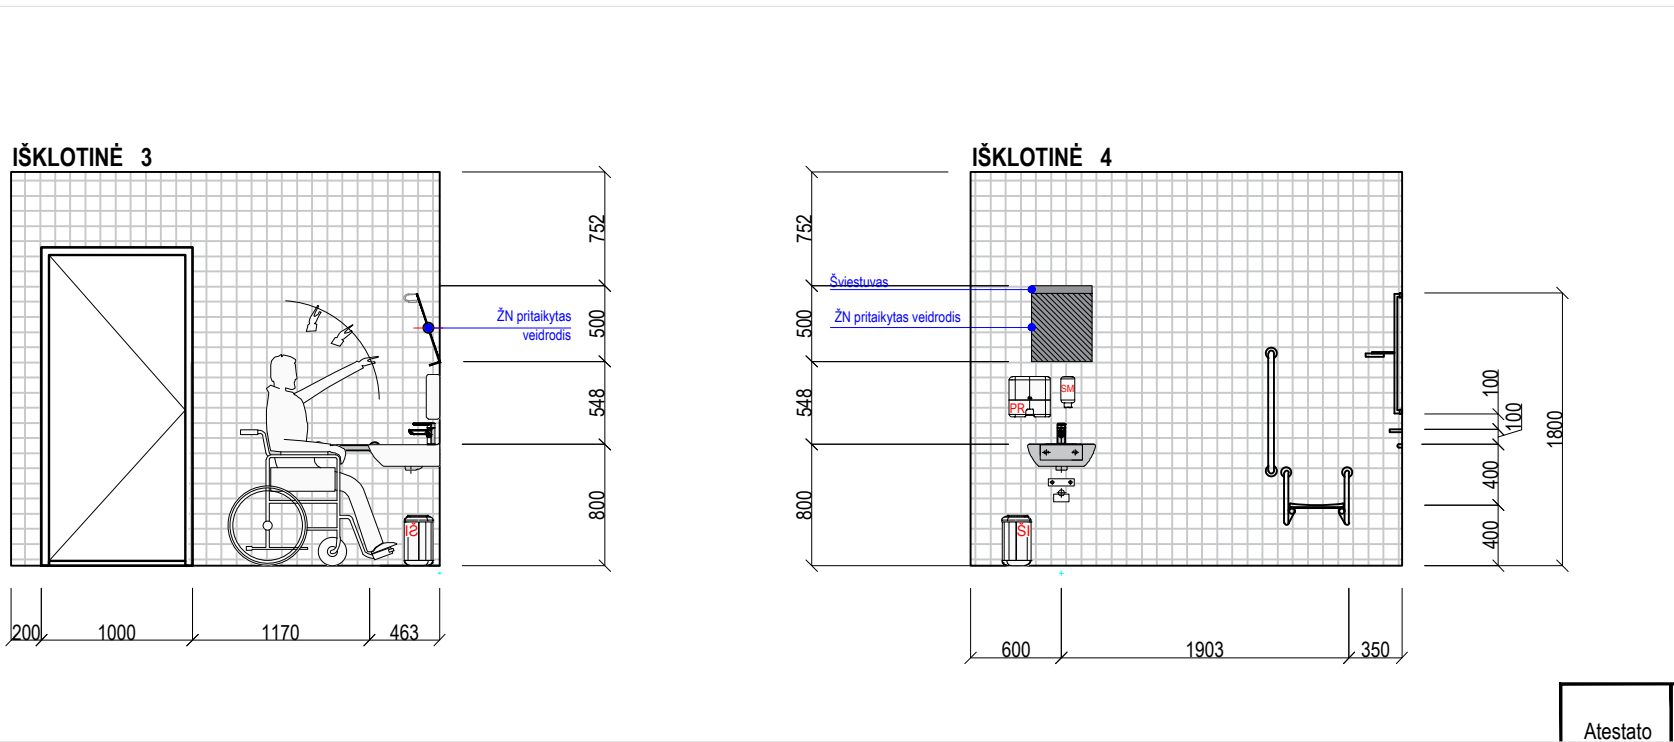 IŠKLOTINĖ 3
752
500
548
800
ŽN pritaikytas
veidrodis
ŠI
200
1000
1170
463
IŠKLOTINĖ 4
752
500
548
800
Šviestuvas
ŽN pritaikytas veidrodis
PR
SM
ŠI
100
100
400
400
1800
600
1903
350
Atestato